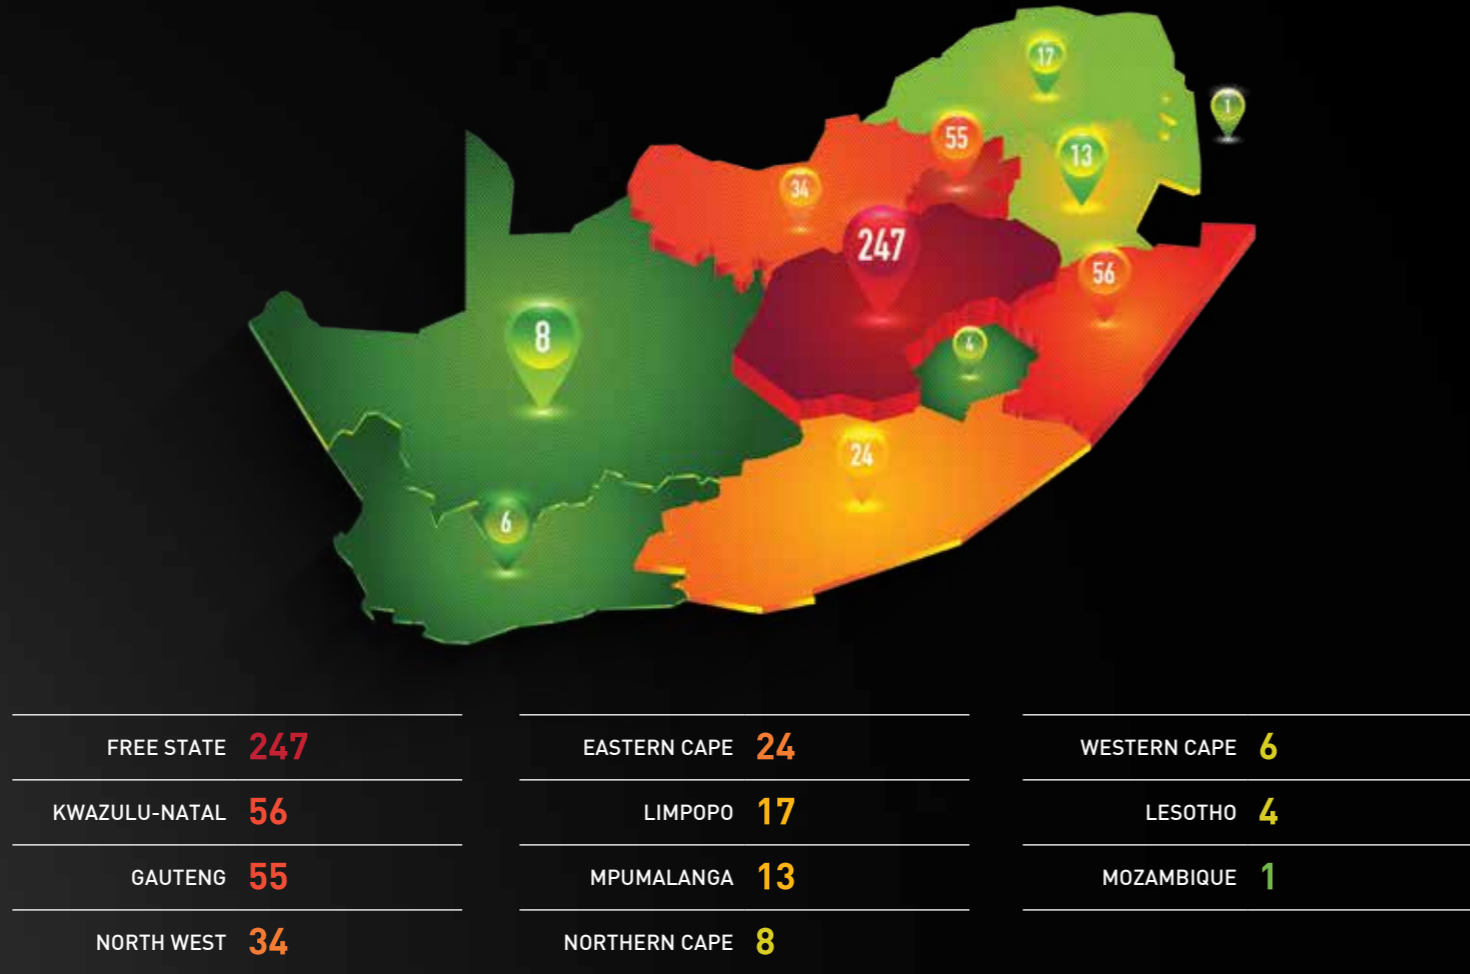 17
1
55
13
34
247
56
8
4
24
6
FREE STATE 247
KWAZULU-NATAL 56
GAUTENG 55
NORTH WEST 34
EASTERN CAPE 24
LIMPOPO 17
MPUMALANGA 13
NORTHERN CAPE 8
WESTERN CAPE 6
LESOTHO 4
MOZAMBIQUE 1